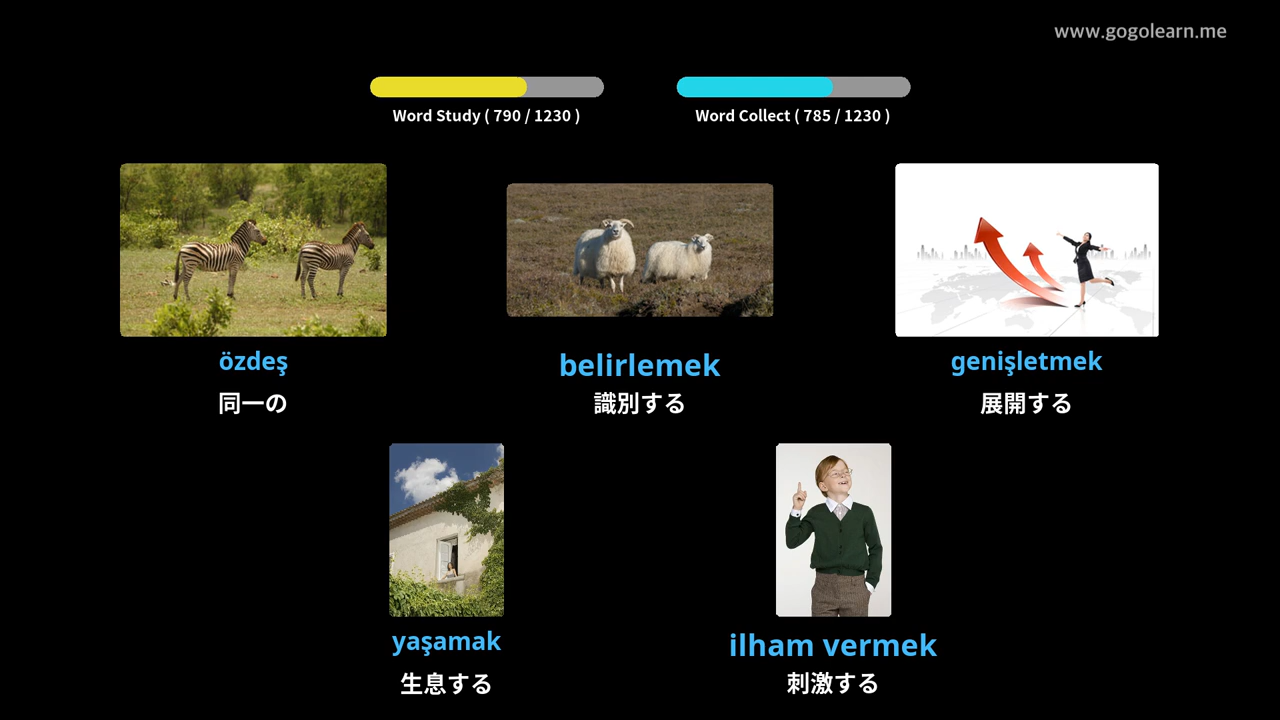 www.gogolearn.me
Word Study ( 790 / 1230 )
Word Collect ( 785 / 1230 )
özdeş
同一の
belirlemek
識別する
genişletmek
展開する
yaşamak
生息する
ilham vermek
刺激する